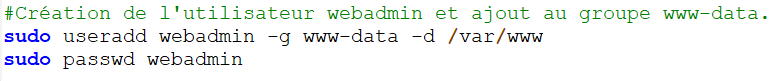 #Création de l'utilisateur webadmin et ajout au groupe www-data.
sudo useradd webadmin -g www-data -d /var/www
sudo passwd webadmin